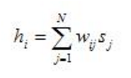 h_i = \sum_{j=1}^{N} w_{ij} s_j